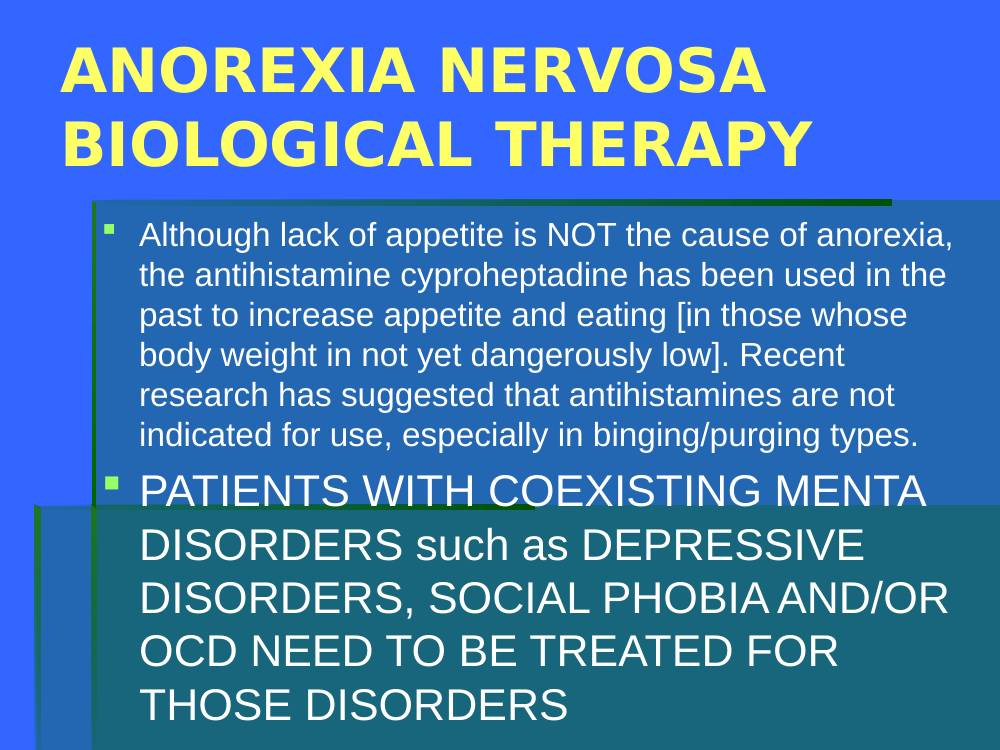 ANOREXIA NERVOSA
BIOLOGICAL THERAPY
Although lack of appetite is NOT the cause of anorexia,
the antihistamine cyproheptadine has been used in the
past to increase appetite and eating [in those whose
body weight in not yet dangerously low]. Recent
research has suggested that antihistamines are not
indicated for use, especially in binging/purging types.
PATIENTS WITH COEXISTING MENTA
DISORDERS such as DEPRESSIVE
DISORDERS, SOCIAL PHOBIA AND/OR
OCD NEED TO BE TREATED FOR
THOSE DISORDERS